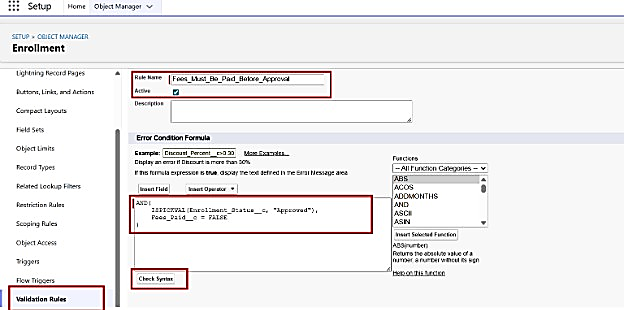 Setup Home Object Manager
SETUP > OBJECT MANAGER
Enrollment
Lightning Record Pages
Buttons, Links, and Actions
Compact Layouts
Field Sets
Object Limits
Record Types
Related Lookup Filters
Restriction Rules
Scoping Rules
Object Access
Triggers
Flow Triggers
Validation Rules
Rule Name Fees_Must_Be_Paid_Before_Approval
Active
Description
Error Condition Formula
Example: Discount_Percent__c>0.30 More Examples...
Display an error if Discount is more than 30%
If this formula expression is true, display the text defined in the Error Message area
Insert Field Insert Operator
AND(
ISPICKVAL(Enrollment_Status__c, "Approved"),
Fees_Paid__c = FALSE
)
Check Syntax
Functions
-- All Function Categories --
ABS
ACOS
ADDMONTHS
AND
ASCII
ASIN
Insert Selected Function
ABS(number)
Returns the absolute value of a
number, a number without its sign
Help on this function